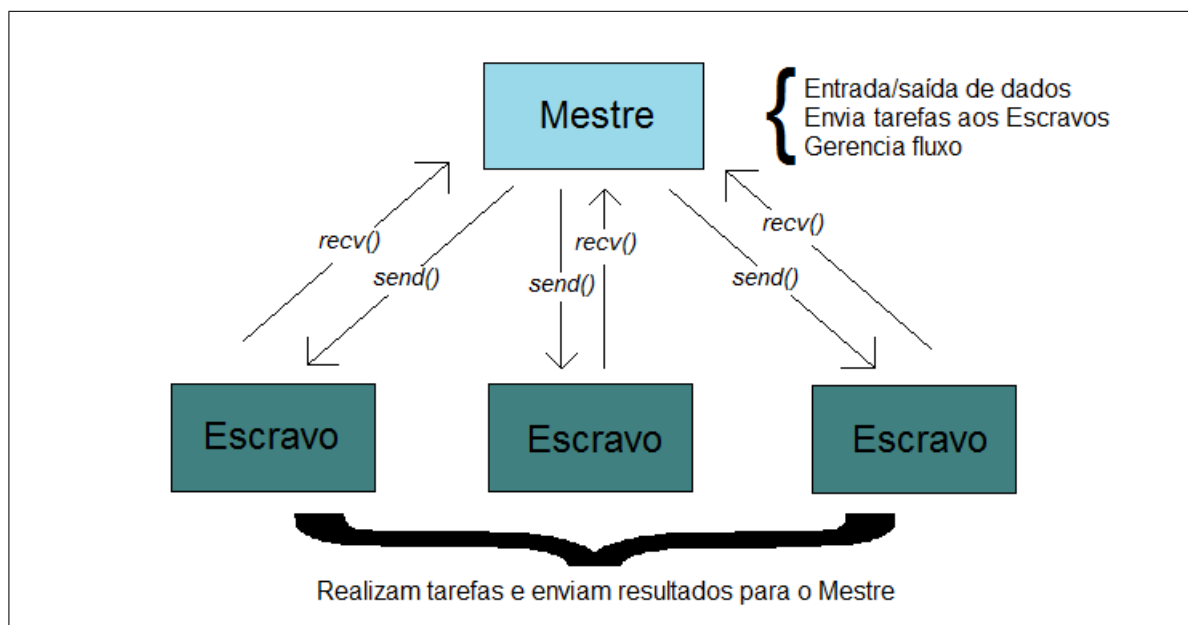 Mestre
Entrada/saída de dados
Envia tarefas aos Escravos
Gerencia fluxo
recv()
send()
send()
recv()
send()
recv()
Escravo
Escravo
Escravo
Realizam tarefas e enviam resultados para o Mestre